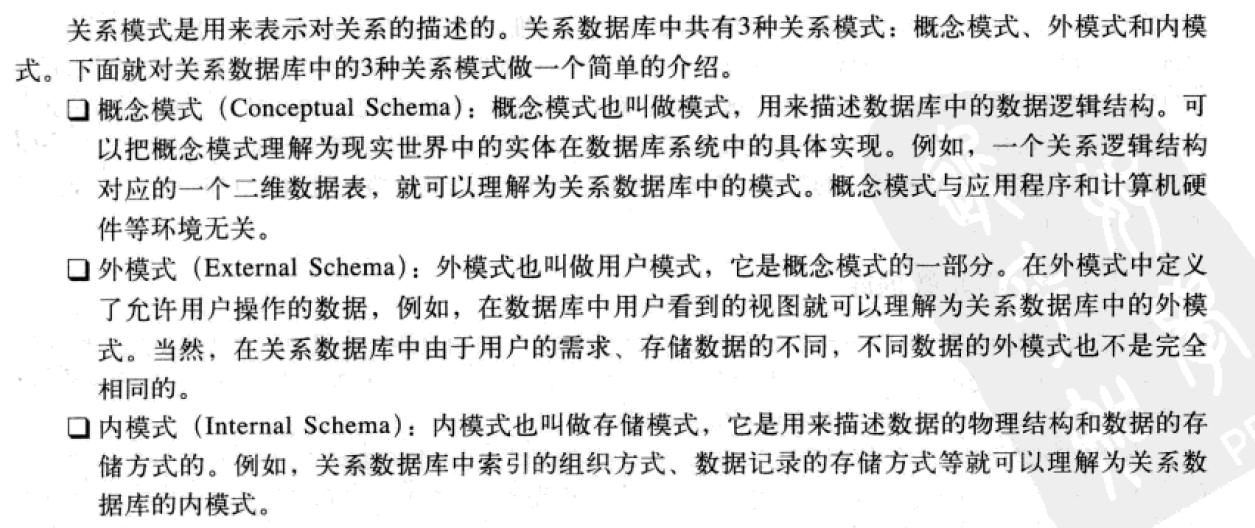 关系模式是用来表示对关系的描述的。关系数据库中共有3种关系模式：概念模式、外模式和内模
式。下面就对关系数据库中的3种关系模式做一个简单的介绍。
❑ 概念模式（Conceptual Schema）：概念模式也叫做模式，用来描述数据库中的数据逻辑结构。可
以把概念模式理解为现实世界中的实体在数据库系统中的具体实现。例如，一个关系逻辑结构
对应的一个二维数据表，就可以理解为关系数据库中的模式。概念模式与应用程序和计算机硬
件等环境无关。
❑ 外模式（External Schema）：外模式也叫做用户模式，它是概念模式的一部分。在外模式中定义
了允许用户操作的数据，例如，在数据库中用户看到的视图就可以理解为关系数据库中的外模
式。当然，在关系数据库中由于用户的需求、存储数据的不同，不同数据的外模式也不是完全
相同的。
❑ 内模式（Internal Schema）：内模式也叫做存储模式，它是用来描述数据的物理结构和数据的存
储方式的。例如，关系数据库中索引的组织方式、数据记录的存储方式等就可以理解为关系数
据库的内模式。